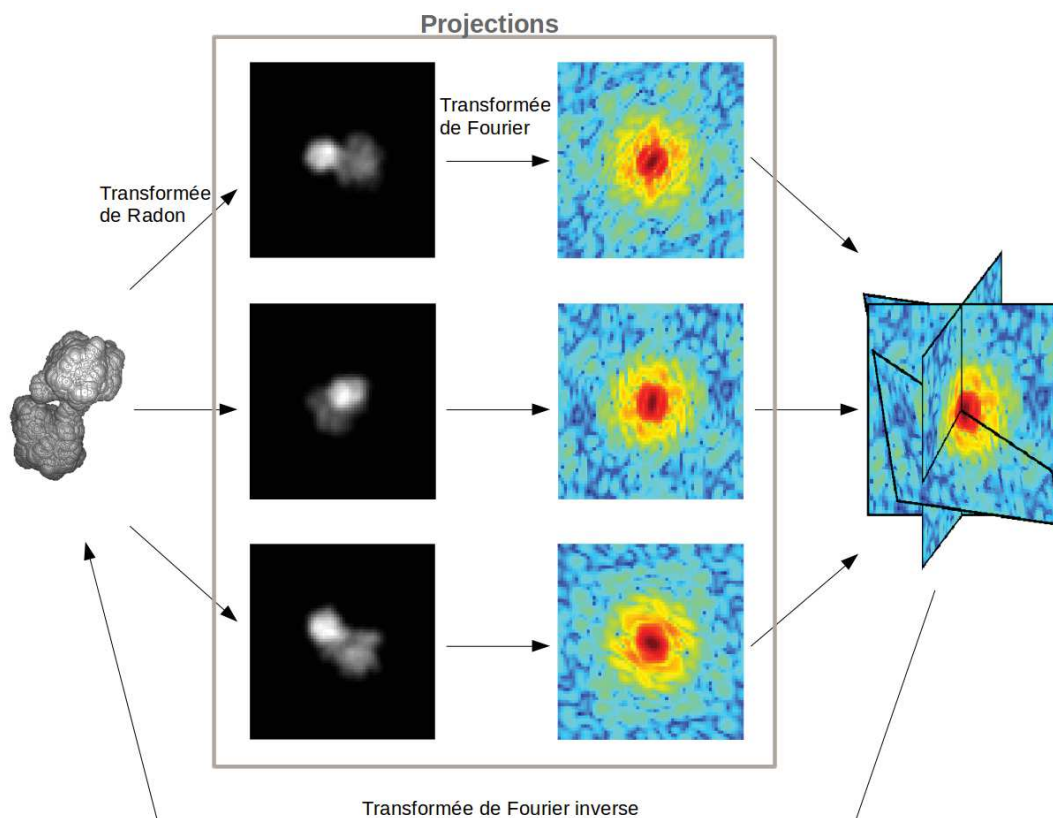 Projections
Transformée
de Fourier
Transformée
de Radon
Transformée de Fourier inverse